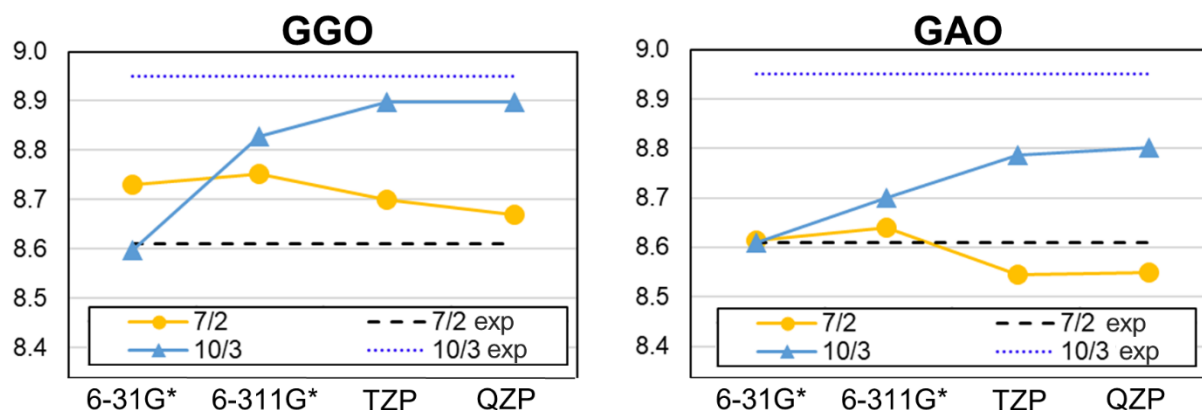 GGO
9.0
8.9
8.8
8.7
8.6
8.5
8.4
7/2
7/2 exp
10/3
10/3 exp
6-31G*
6-311G*
TZP
QZP
GAO
9.0
8.9
8.8
8.7
8.6
8.5
8.4
7/2
7/2 exp
10/3
10/3 exp
6-31G*
6-311G*
TZP
QZP